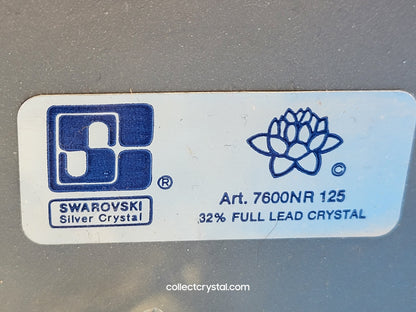 SWAROVSKI
Silver Crystal
®
©
Art. 7600NR 125
32% FULL LEAD CRYSTAL
collectcrystal.com